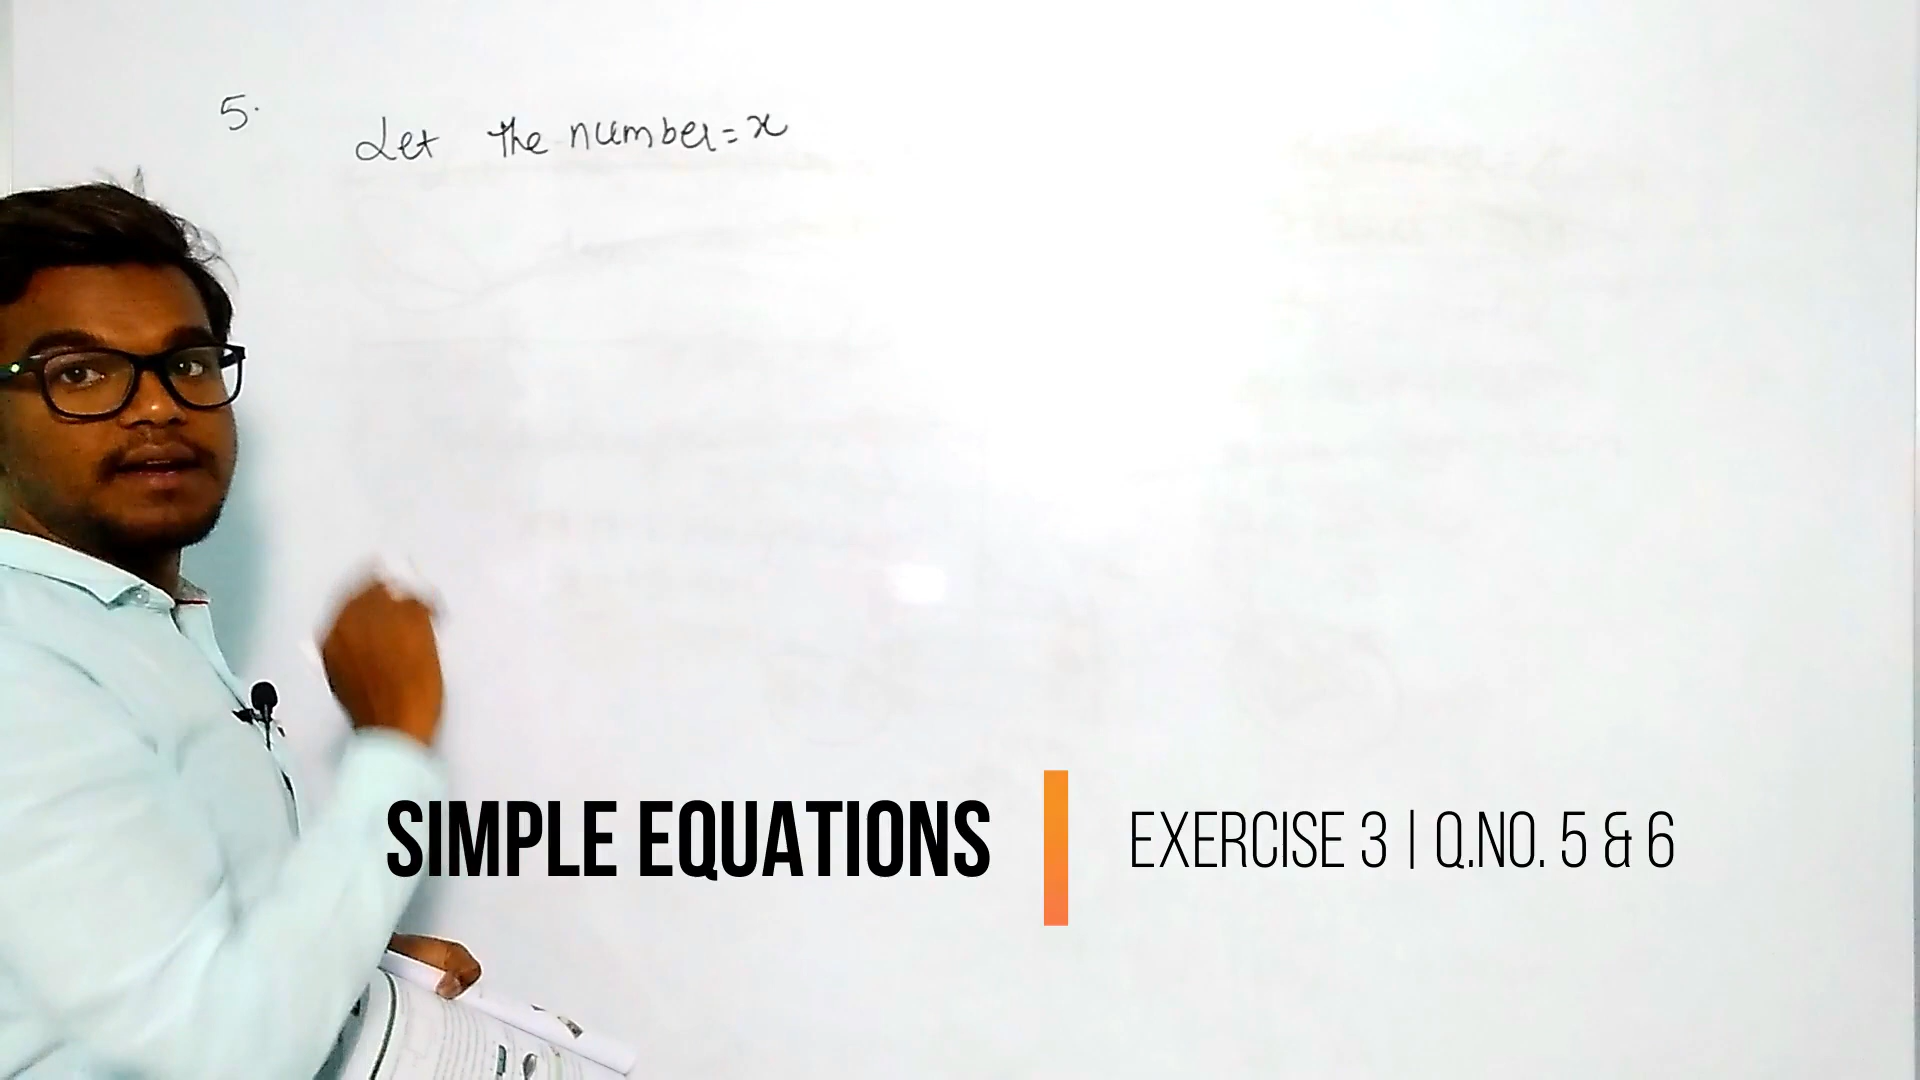 5.
Let the number = x
SIMPLE EQUATIONS
EXERCISE 3 | Q.NO. 5 & 6